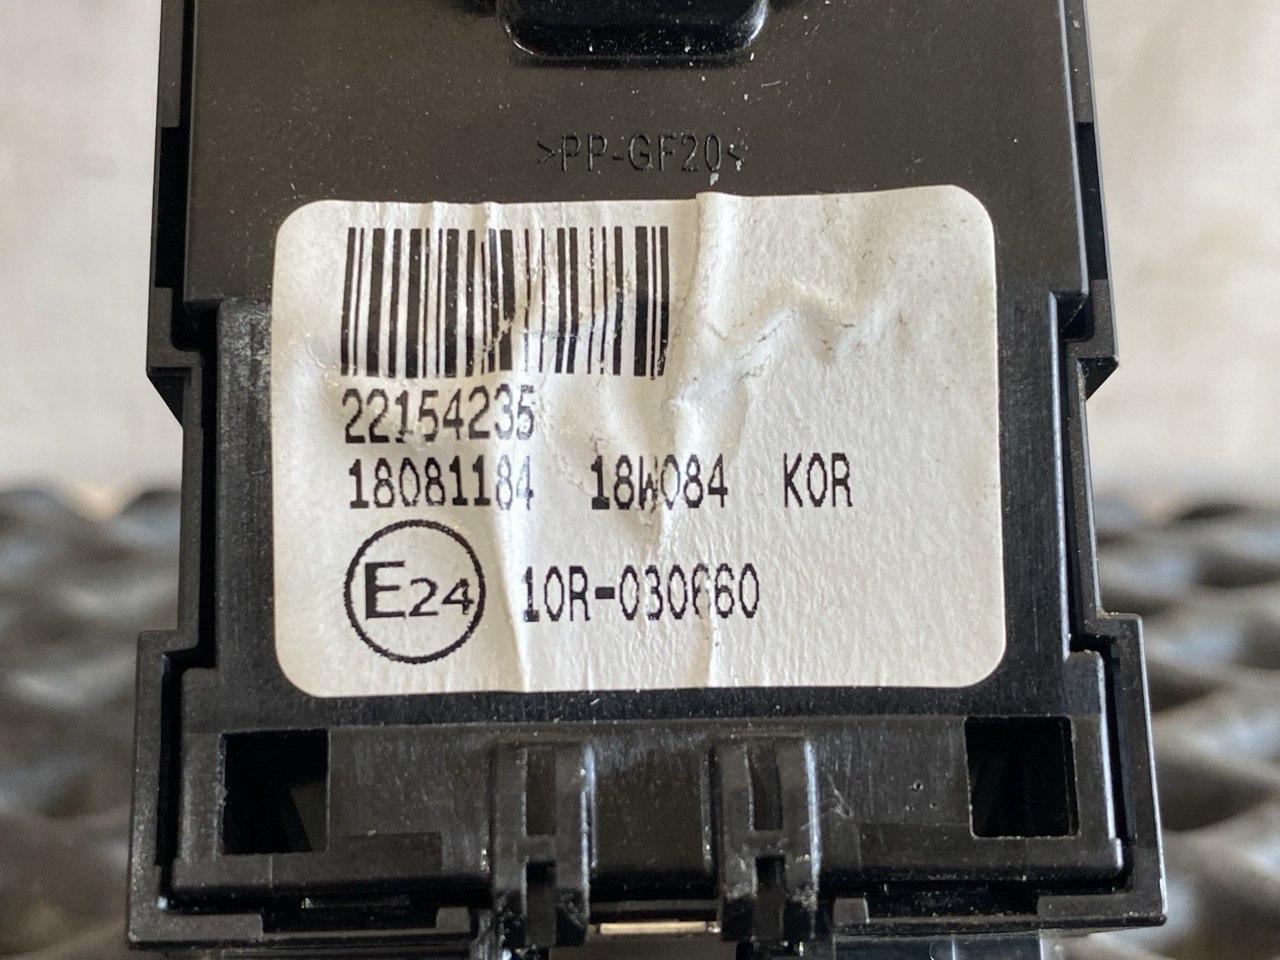 >PP-GF20<
22154235
18081184 18W084 KOR
E24 10R-030660